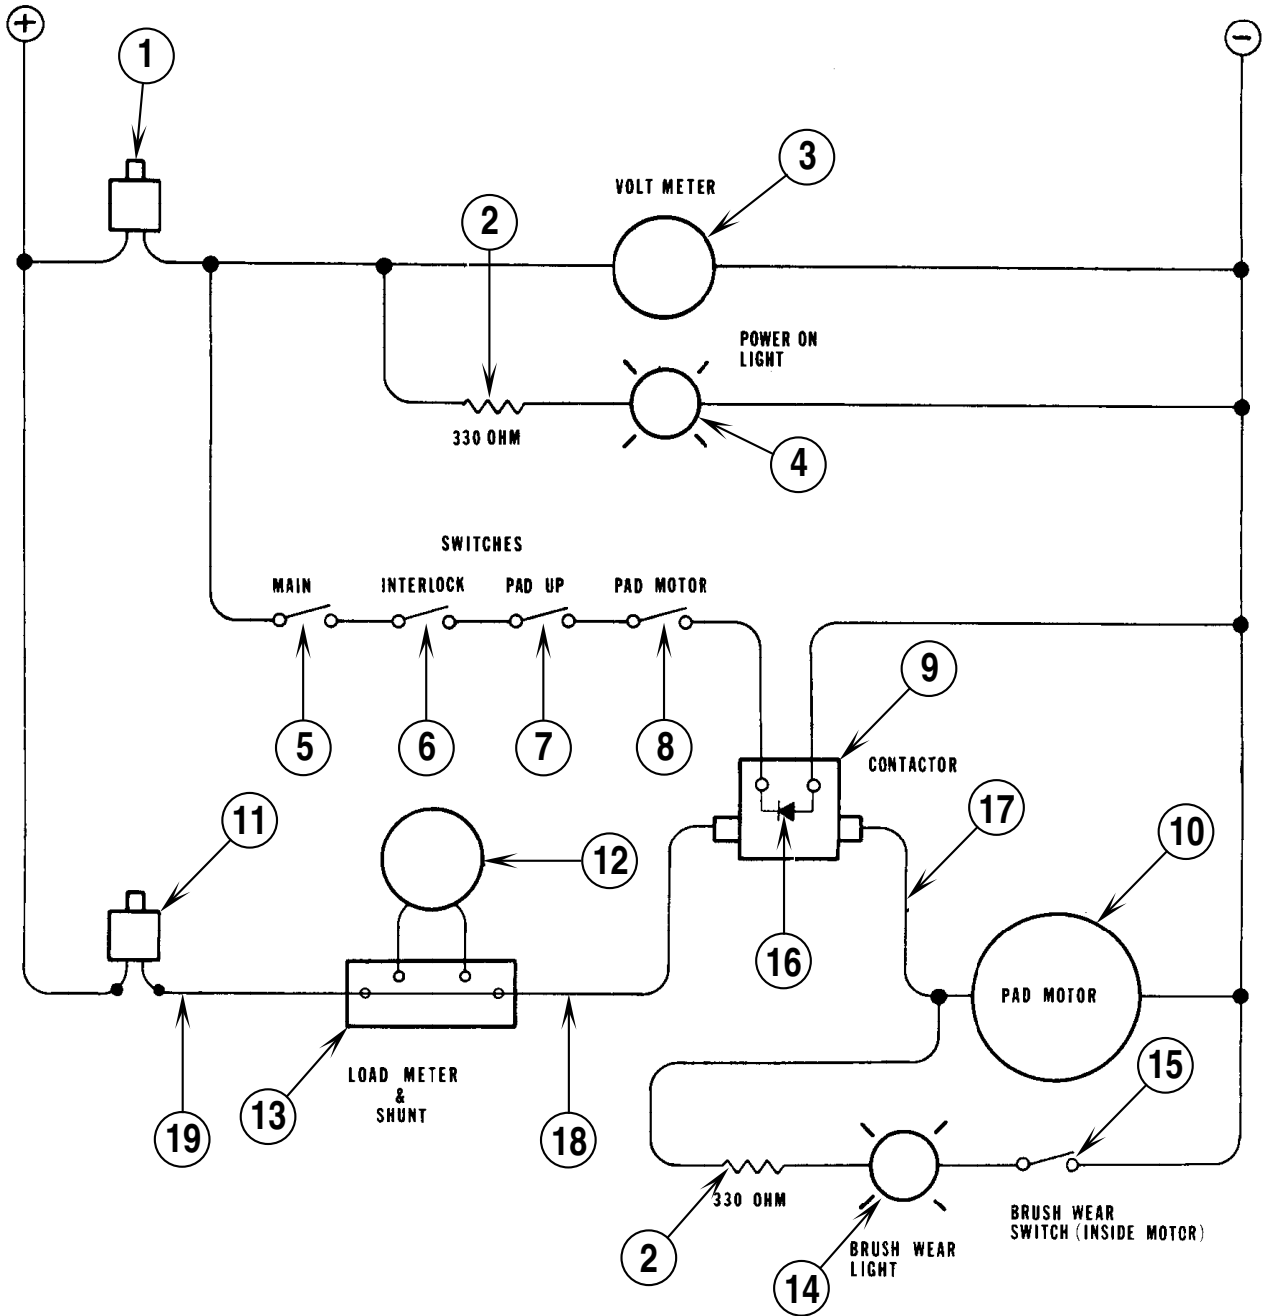 +
−
1
3
VOLT METER
2
POWER ON
LIGHT
330 OHM
4
SWITCHES
MAIN
INTERLOCK
PAD UP
PAD MOTOR
9
5
6
7
8
CONTACTOR
11
17
10
12
16
PAD MOTOR
13
LOAD METER
&
SHUNT
15
19
18
330 OHM
BRUSH WEAR
SWITCH (INSIDE MOTOR)
2
14
BRUSH WEAR
LIGHT